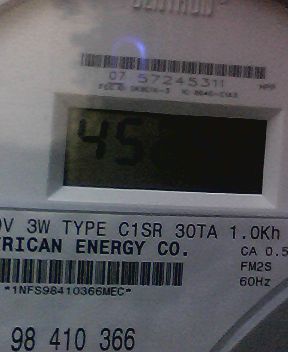 CENTRON
07 57245311
45
V 3W TYPE C1SR 30TA 1.0Kh
RICAN ENERGY CO.
CA 0.5
FM2S
*1NFS98410366MEC*
60Hz
98 410 366